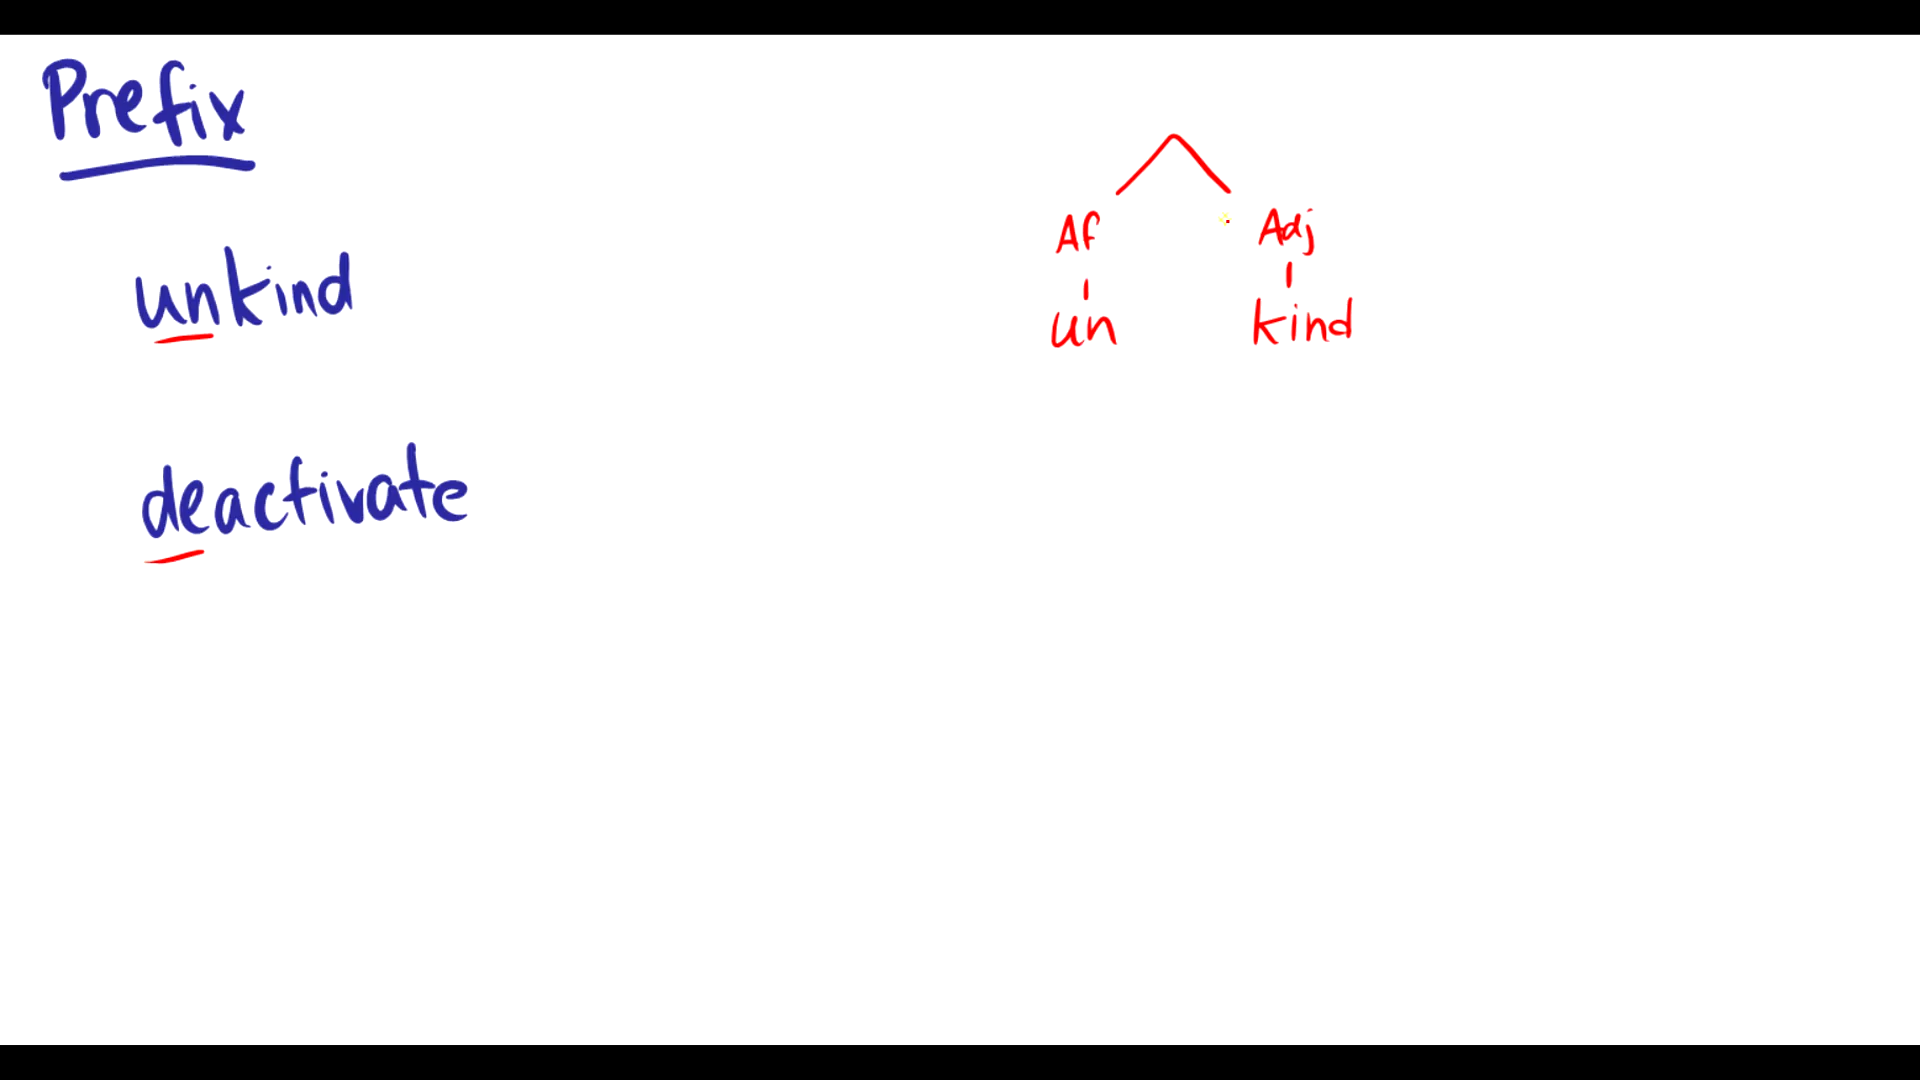 Prefix
unkind
deactivate
Af Adj
un kind